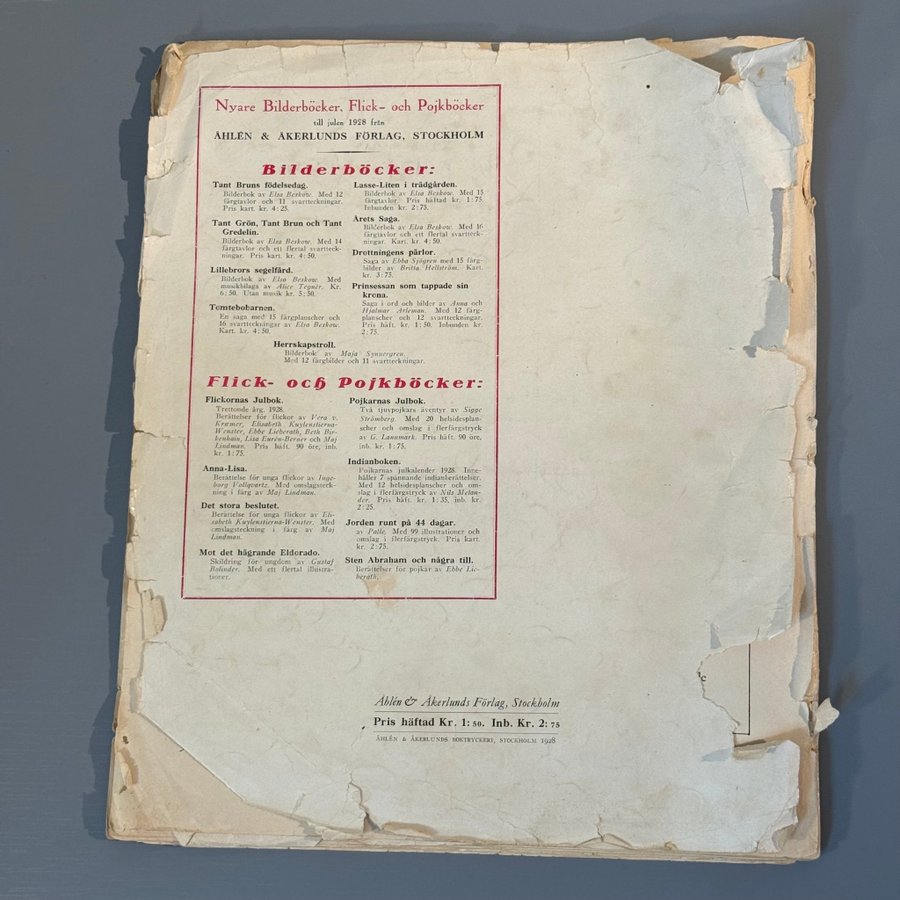 Nyare Bilderböcker, Flick- och Pojkböcker
till julen 1928 från
ÅHLÉN & ÅKERLUNDS FÖRLAG, STOCKHOLM
Bilderböcker:
Tant Bruns födelsedag.
Bilderbok av Elsa Beskow. Med 12
färgtavlor och 11 svartteckningar.
Pris kart. kr. 4: 25.
Tant Grön, Tant Brun och Tant
Gredelin.
Bilderbok av Elsa Beskow. Med 14
färgtavlor och ett flertal svarttec­k-
ningar. Pris kart. kr. 4: 50.
Lillebrors segelfärd.
Bilderbok av Elsa Beskow. Med
musikbilaga av Alice Tegnér. Kr.
6: 50. Utan musik kr. 5: 50.
Tomtebobarnen.
En saga med 15 färgplanscher och
16 svartteckningar av Elsa Beskow.
Kart. kr. 4: 50.
Lasse-Liten i trädgården.
Bilderbok av Elsa Beskow. Med 15
färgtavlor. Pris häftad kr. 1: 75.
Inbunden kr. 2: 75.
Årets Saga.
Bilderbok av Elsa Beskow. Med 16
färgtavlor och ett flertal svartteck-
ningar. Kart. kr. 4: 50.
Drottningens pärlor.
Saga av Ebba Sjögren med 15 färg-
bilder av Britta Hellström. Kart.
kr. 3: 75.
Prinsessan som tappade sin
krona.
Saga i ord och bilder av Anna och
Hjalmar Arleman. Med 12 färg-
planscher och 12 svartteckningar.
Pris häft. kr. 1: 50. Inbunden kr.
2: 75.
Herrskapstroll.
Bilderbok av Maja Synnergren.
Med 12 färgbilder och 11 svartteckningar.
Flick- och Pojkböcker:
Flickornas Julbok.
Trettonde årg. 1928.
Berättelser för flickor av Vera v.
Kræmer, Elisabeth Kuylenstierna-
Wenster, Ebbe Lieberath, Beth Bir-
kenhain, Lisa Eurén-Berner och Maj
Lindman. Pris häft. 90 öre, inb.
kr. 1: 75.
Anna-Lisa.
Berättelse för unga flickor av Inge-
borg Vollquartz. Med omslagsteck-
ning i färg av Maj Lindman.
Det stora beslutet.
Berättelse för unga flickor av Eli-
sabeth Kuylenstierna-Wenster. Med
omslagsteckning i färg av Maj
Lindman.
Mot det hägrande Eldorado.
Skildring för ungdom av Gustaf
Bolinder. Med ett flertal illustra-
tioner.
Pojkarnas Julbok.
Två tjuvpojkars äventyr av Sigge
Strömberg. Med 20 helsidesplan-
scher och omslag i flerfärgstryck
av G. Lannmark. Pris häft. 90 öre,
inb. kr. 1: 75.
Indianboken.
Pojkarnas julkalender 1928. Inne-
håller 7 spännande indianberättelser.
Med 12 helsidesplanscher och om-
slag i flerfärgstryck av Nils Melan-
der. Pris häft. kr. 1: 35, inb. kr.
2: 25.
Jorden runt på 44 dagar.
av Palle. Med 99 illustrationer och
omslag i flerfärgstryck. Pris kart.
kr. 2: 75.
Sten Abraham och några till.
Berättelser för pojkar av Ebbe Lie-
berath.
Åhlén & Åkerlunds Förlag, Stockholm
Pris häftad Kr. 1: 50. Inb. Kr. 2: 75
ÅHLÉN & ÅKERLUNDS BOKTRYCKERI, STOCKHOLM 1928